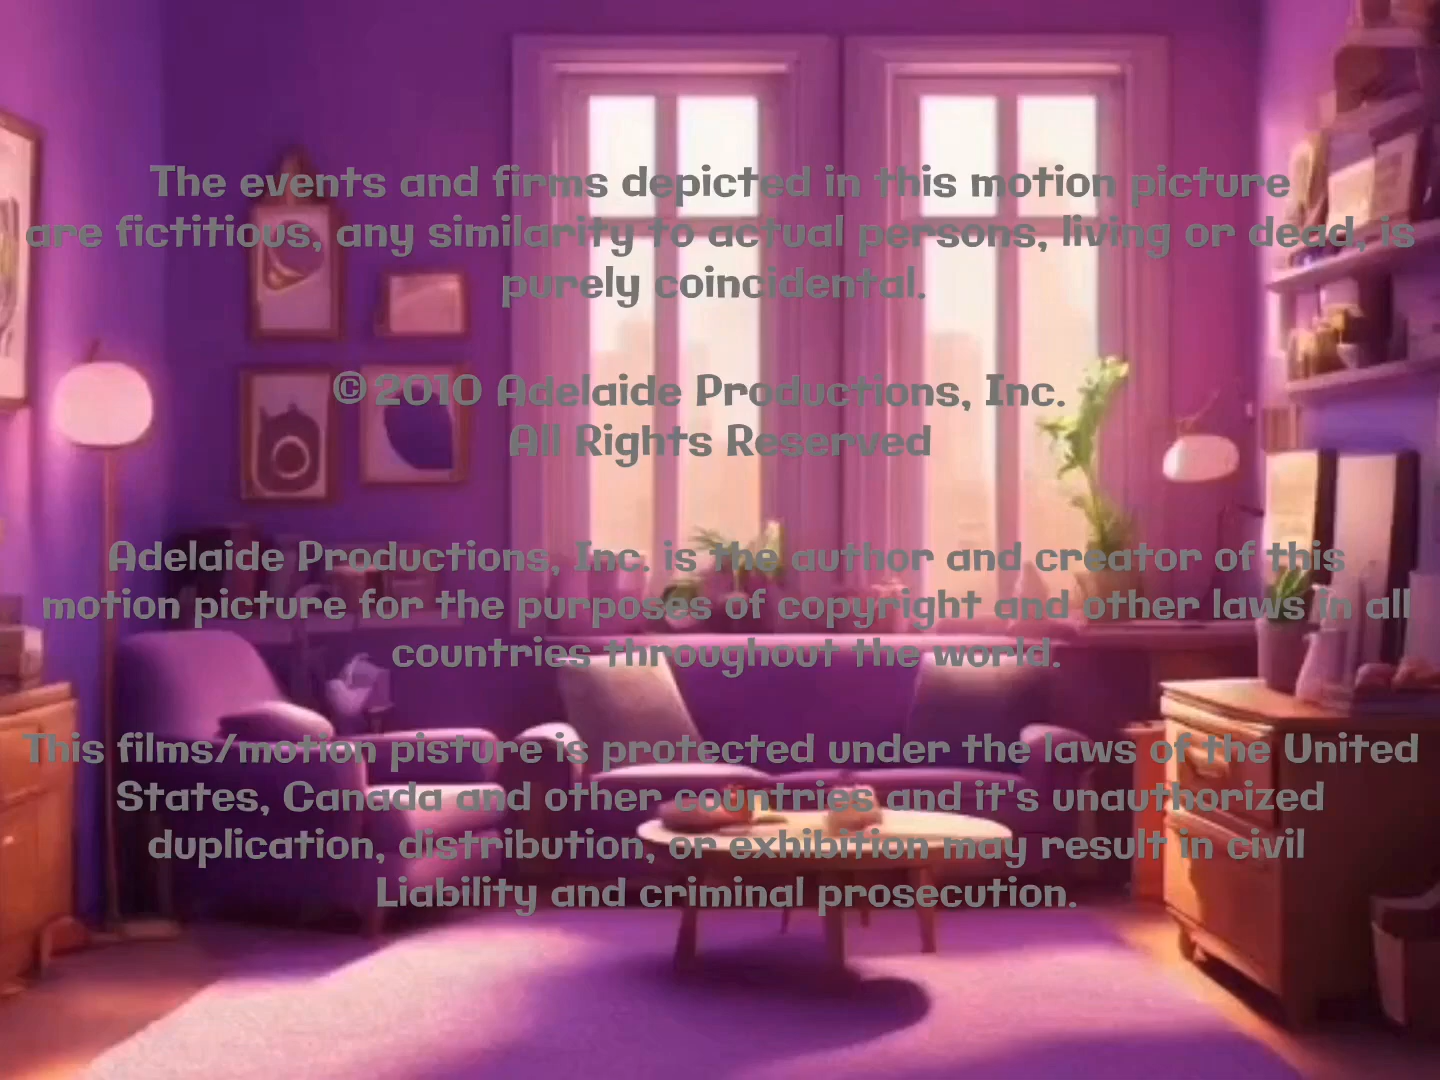 The events and firms depicted in this motion picture
are fictitious, any similarity to actual persons, living or dead, is
purely coincidental.
©2010 Adelaide Productions, Inc.
All Rights Reserved
Adelaide Productions, Inc. is the author and creator of this
motion picture for the purposes of copyright and other laws in all
countries throughout the world.
This films/motion pisture is protected under the laws of the United
States, Canada and other countries and it's unauthorized
duplication, distribution, or exhibition may result in civil
Liability and criminal prosecution.